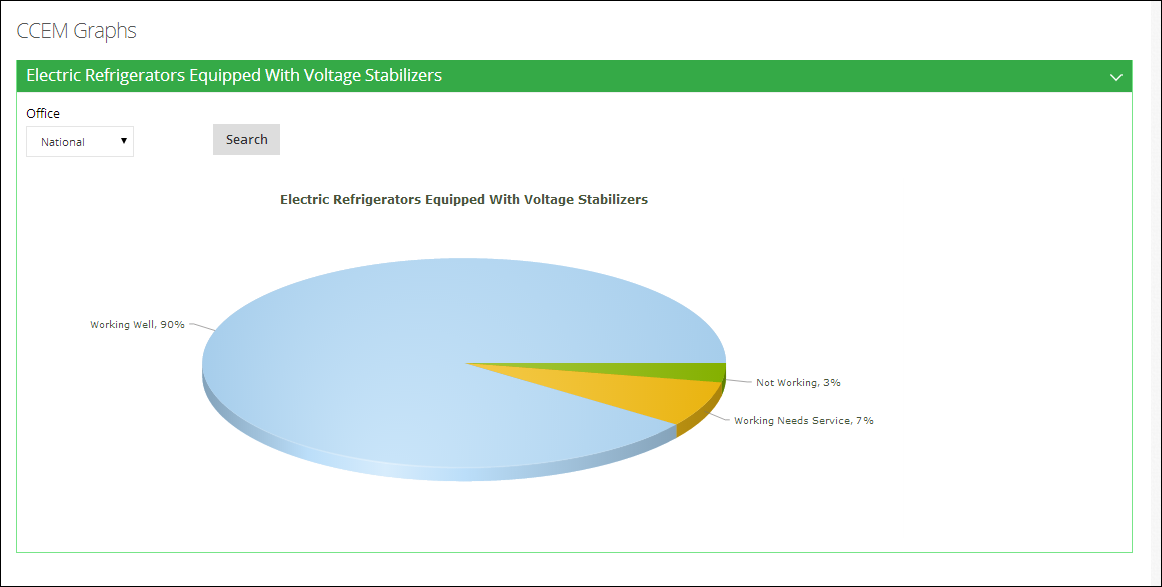 CCEM Graphs
Electric Refrigerators Equipped With Voltage Stabilizers
Office
National
Search
Electric Refrigerators Equipped With Voltage Stabilizers
Working Well, 90%
Not Working, 3%
Working Needs Service, 7%